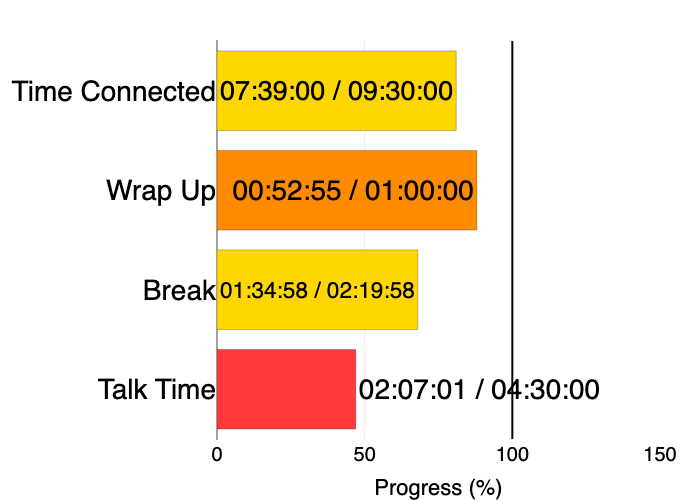 Time Connected 07:39:00 / 09:30:00
Wrap Up 00:52:55 / 01:00:00
Break 01:34:58 / 02:19:58
Talk Time 02:07:01 / 04:30:00
0 50 100 150
Progress (%)